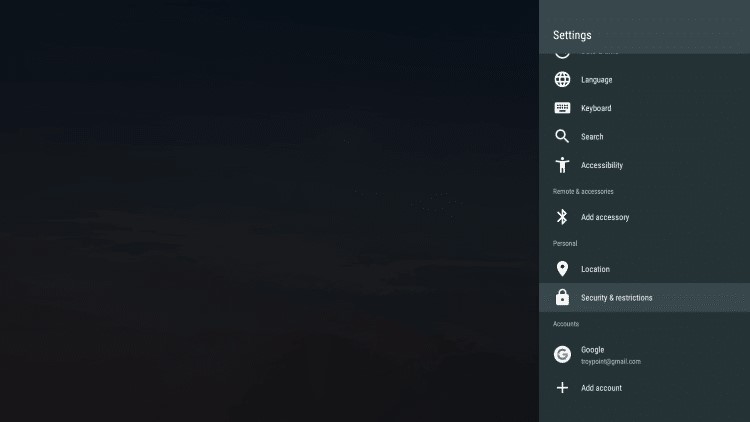 Settings
Language
Keyboard
Search
Accessibility
Remote & accessories
Add accessory
Personal
Location
Security & restrictions
Accounts
Google
troypoint@gmail.com
Add account